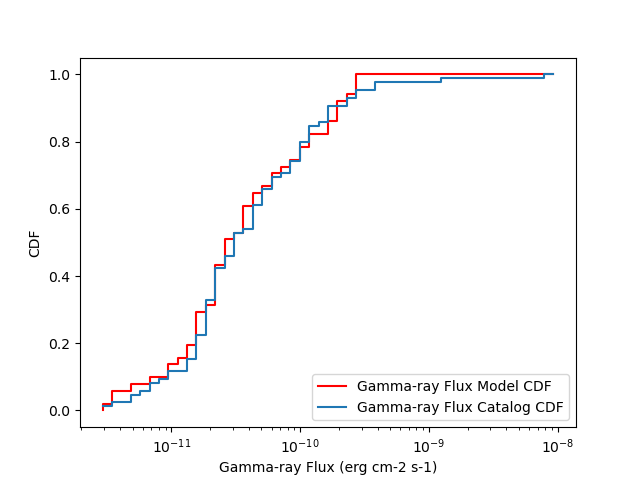 1.0
0.8
0.6
0.4
0.2
0.0
CDF
10⁻¹¹
10⁻¹⁰
10⁻⁹
10⁻⁸
Gamma-ray Flux (erg cm-2 s-1)
Gamma-ray Flux Model CDF
Gamma-ray Flux Catalog CDF